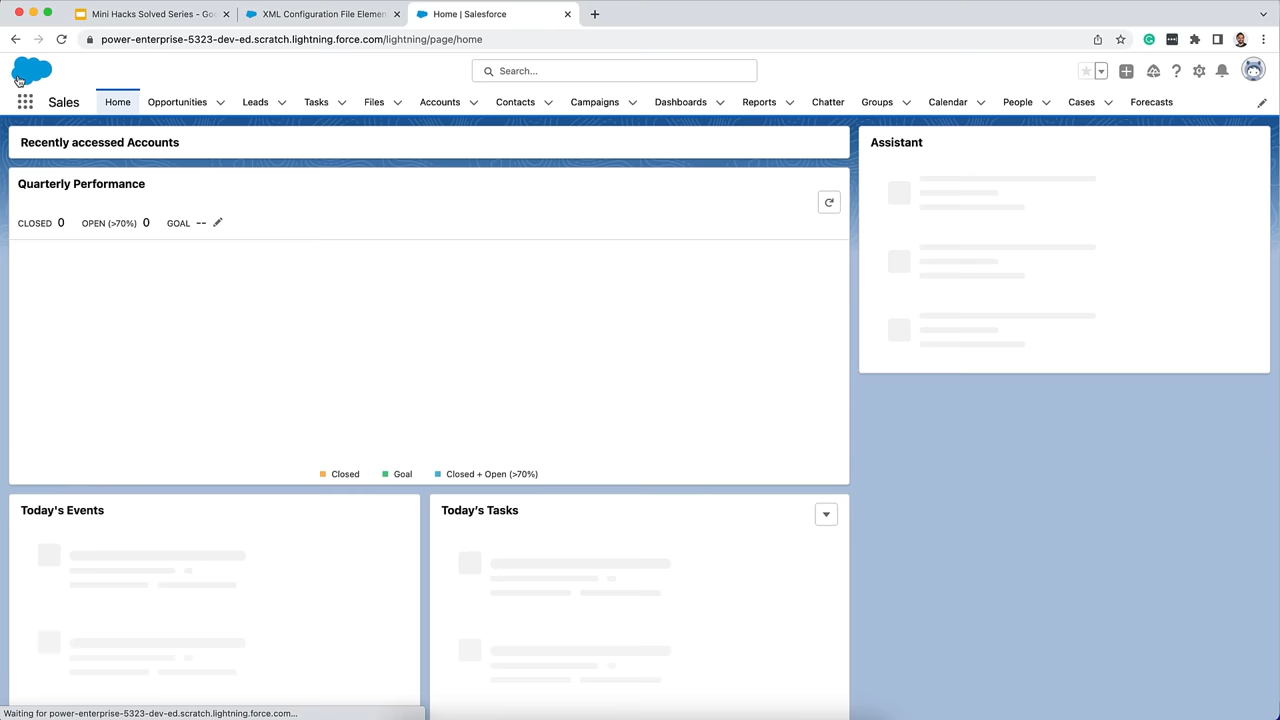 Mini Hacks Solved Series - Goo
XML Configuration File Elemen
Home | Salesforce
power-enterprise-5323-dev-ed.scratch.lightning.force.com/lightning/page/home
Search...
Sales
Home
Opportunities
Leads
Tasks
Files
Accounts
Contacts
Campaigns
Dashboards
Reports
Chatter
Groups
Calendar
People
Cases
Forecasts
Recently accessed Accounts
Assistant
Quarterly Performance
CLOSED 0 OPEN (>70%) 0 GOAL --
Closed Goal Closed + Open (>70%)
Today's Events
Today's Tasks
Waiting for power-enterprise-5323-dev-ed.scratch.lightning.force.com...